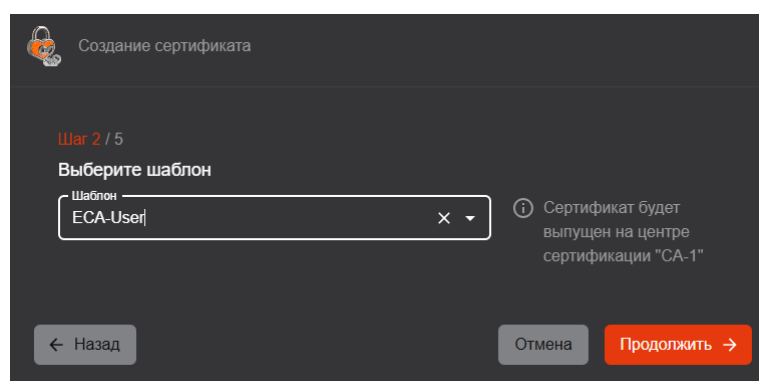 Создание сертификата
Шаг 2 / 5
Выберите шаблон
Шаблон
ECA-User
Сертификат будет
выпущен на центре
сертификации "CA-1"
Назад
Отмена
Продолжить